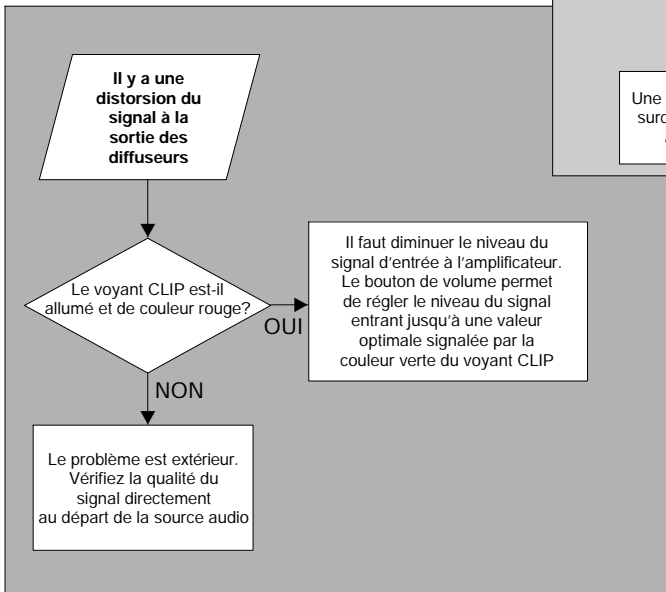 Il y a une
distorsion du
signal à la
sortie des
diffuseurs
Une
Le voyant CLIP est-il
allumé et de couleur rouge?
OUI
Il faut diminuer le niveau du
signal d'entrée à l'amplificateur.
Le bouton de volume permet
de régler le niveau du signal
entrant jusqu'à une valeur
optimale signalée par la
couleur verte du voyant CLIP
NON
Le problème est extérieur.
Vérifiez la qualité du
signal directement
au départ de la source audio